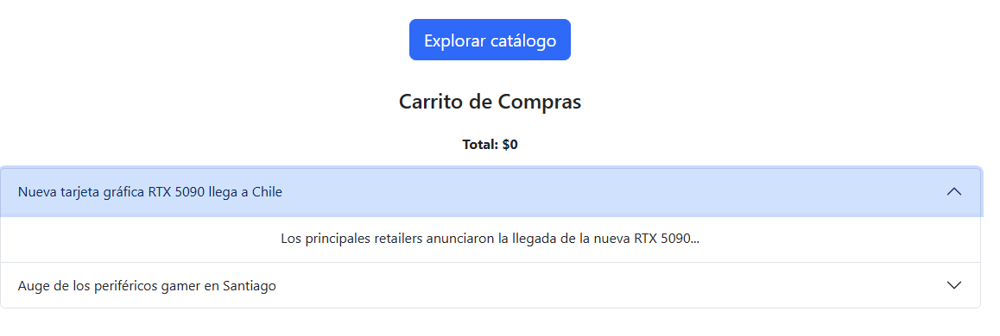 Explorar catálogo
Carrito de Compras
Total: $0
Nueva tarjeta gráfica RTX 5090 llega a Chile
Los principales retailers anunciaron la llegada de la nueva RTX 5090...
Auge de los periféricos gamer en Santiago